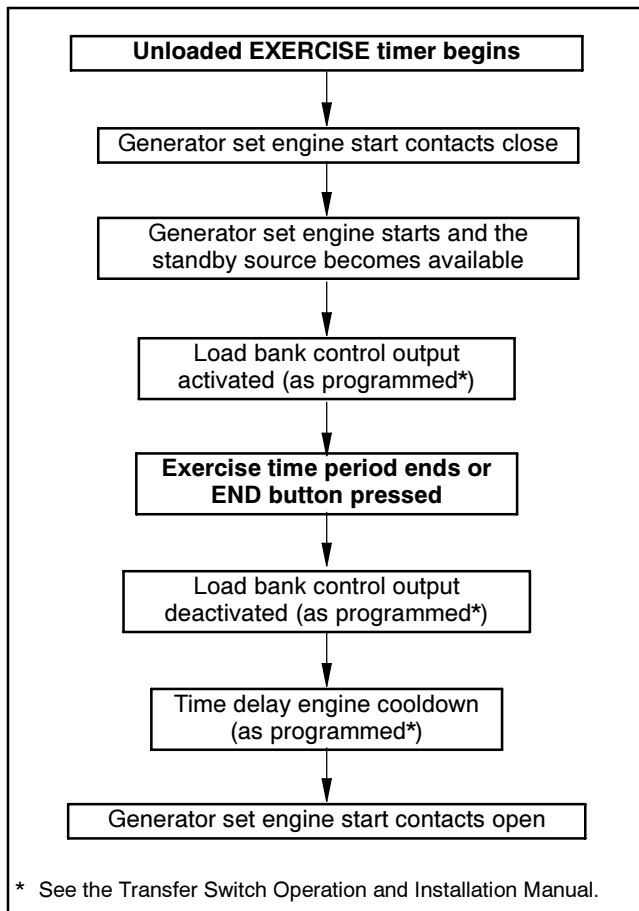 Unloaded EXERCISE timer begins
Generator set engine start contacts close
Generator set engine starts and the
standby source becomes available
Load bank control output
activated (as programmed*)
Exercise time period ends or
END button pressed
Load bank control output
deactivated (as programmed*)
Time delay engine cooldown
(as programmed*)
Generator set engine start contacts open
* See the Transfer Switch Operation and Installation Manual.